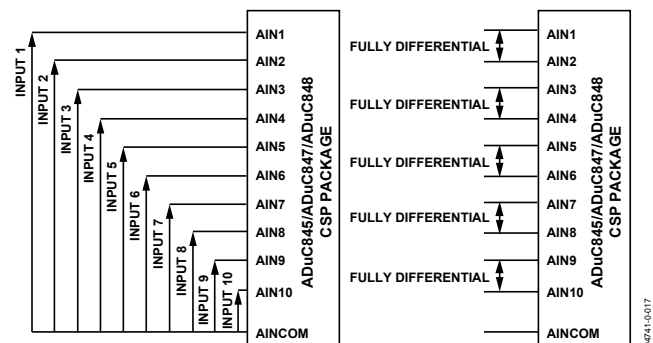 INPUT 1
INPUT 2
INPUT 3
INPUT 4
INPUT 5
INPUT 6
INPUT 7
INPUT 8
INPUT 9
INPUT 10
AIN1
AIN2
AIN3
AIN4
AIN5
AIN6
AIN7
AIN8
AIN9
AIN10
AINCOM
ADuC845/ADuC847/ADuC848
CSP PACKAGE
FULLY DIFFERENTIAL
FULLY DIFFERENTIAL
FULLY DIFFERENTIAL
FULLY DIFFERENTIAL
FULLY DIFFERENTIAL
AIN1
AIN2
AIN3
AIN4
AIN5
AIN6
AIN7
AIN8
AIN9
AIN10
AINCOM
ADuC845/ADuC847/ADuC848
CSP PACKAGE
04741-0-017